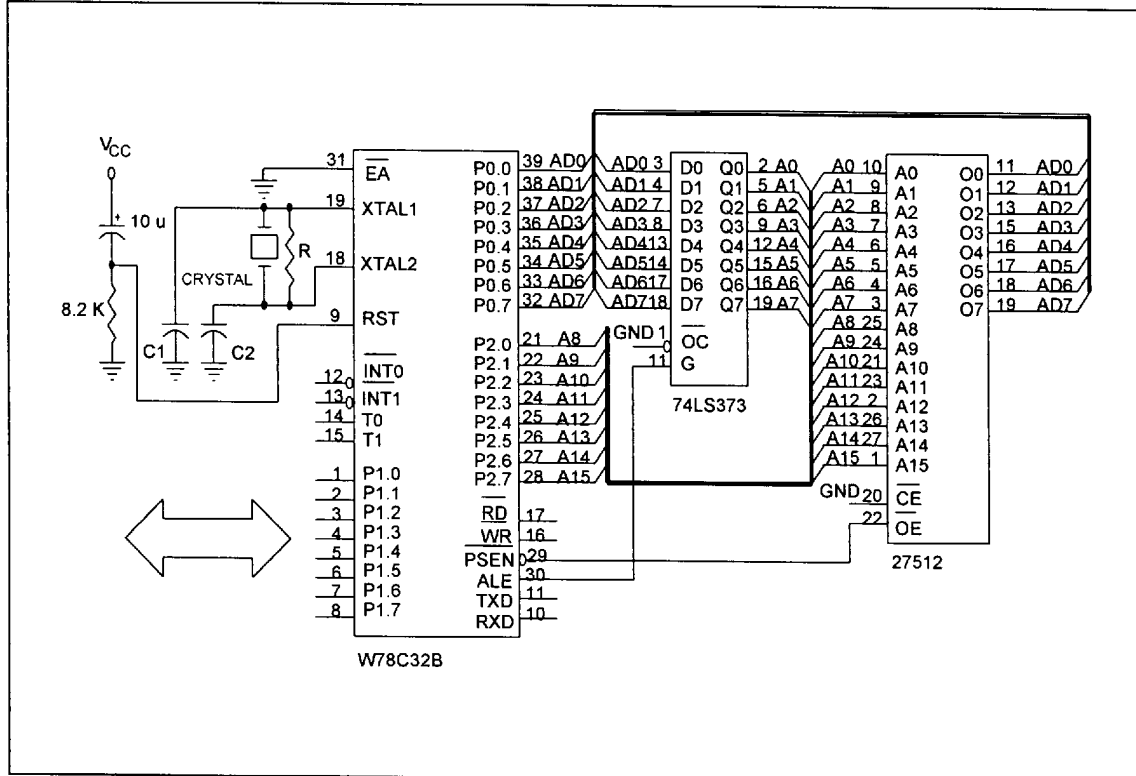 VCC
10 u
8.2 K
CRYSTAL
R
C1
C2
31 EA
19 XTAL1
18 XTAL2
9 RST
12 INT0
13 INT1
14 T0
15 T1
1 P1.0
2 P1.1
3 P1.2
4 P1.3
5 P1.4
6 P1.5
7 P1.6
8 P1.7
P0.0 39 AD0
P0.1 38 AD1
P0.2 37 AD2
P0.3 36 AD3
P0.4 35 AD4
P0.5 34 AD5
P0.6 33 AD6
P0.7 32 AD7
P2.0 21 A8
P2.1 22 A9
P2.2 23 A10
P2.3 24 A11
P2.4 25 A12
P2.5 26 A13
P2.6 27 A14
P2.7 28 A15
RD 17
WR 16
PSEN 29
ALE 30
TXD 11
RXD 10
W78C32B
AD0 3 D0 Q0 2 A0
AD1 4 D1 Q1 5 A1
AD2 7 D2 Q2 6 A2
AD3 8 D3 Q3 9 A3
AD4 13 D4 Q4 12 A4
AD5 14 D5 Q5 15 A5
AD6 17 D6 Q6 16 A6
AD7 18 D7 Q7 19 A7
GND 1 OC
11 G
74LS373
A0 10 A0 O0 11 AD0
A1 9 A1 O1 12 AD1
A2 8 A2 O2 13 AD2
A3 7 A3 O3 15 AD3
A4 6 A4 O4 16 AD4
A5 5 A5 O5 17 AD5
A6 4 A6 O6 18 AD6
A7 3 A7 O7 19 AD7
A8 25 A8
A9 24 A9
A10 21 A10
A11 23 A11
A12 2 A12
A13 26 A13
A14 27 A14
A15 1 A15
GND 20 CE
22 OE
27512